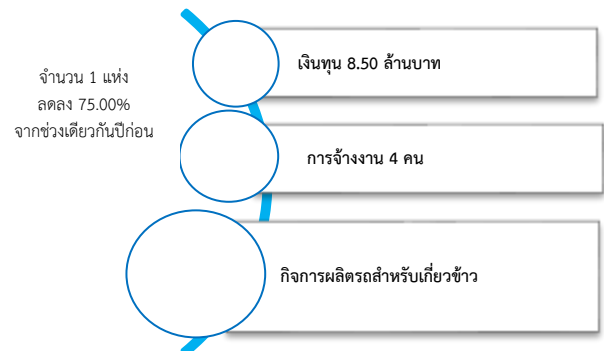 จำนวน 1 แห่ง
ลดลง 75.00%
จากช่วงเดียวกันปีก่อน
เงินทุน 8.50 ล้านบาท
การจ้างงาน 4 คน
กิจการผลิตรถสำหรับเกี่ยวข้าว